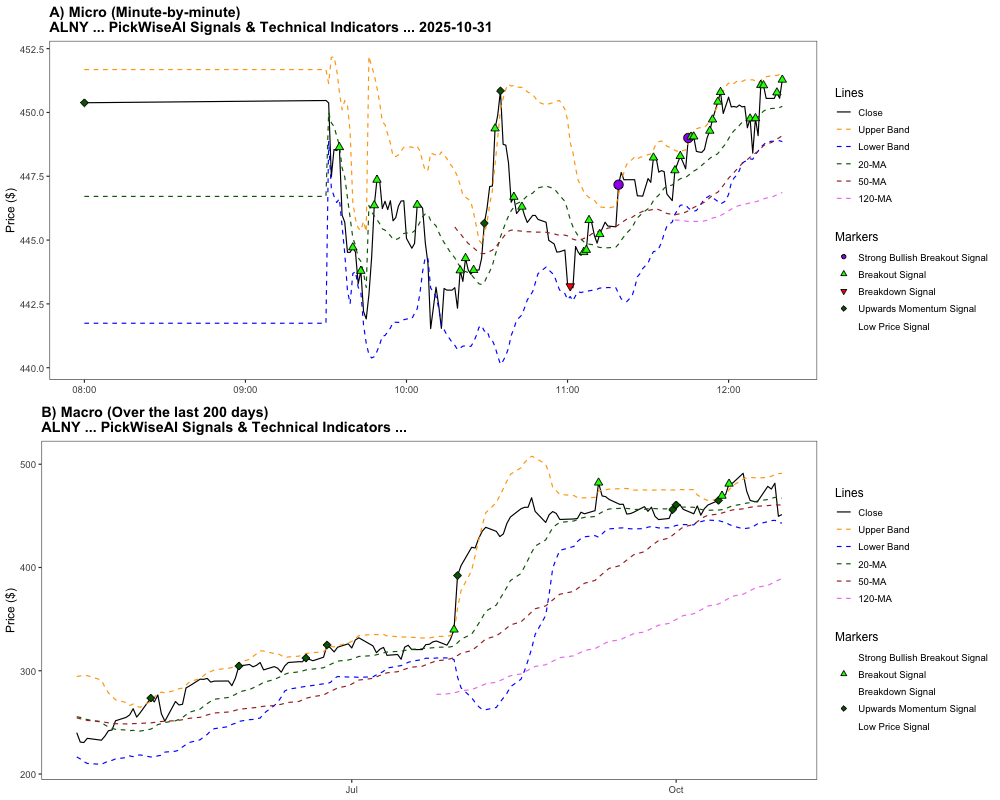 A) Micro (Minute-by-minute)
ALNY ... PickWiseAI Signals & Technical Indicators ... 2025-10-31
Price ($)
452.5
450.0
447.5
445.0
442.5
440.0
08:00
09:00
10:00
11:00
12:00
Lines
Close
Upper Band
Lower Band
20-MA
50-MA
120-MA
Markers
Strong Bullish Breakout Signal
Breakout Signal
Breakdown Signal
Upwards Momentum Signal
Low Price Signal
B) Macro (Over the last 200 days)
ALNY ... PickWiseAI Signals & Technical Indicators ...
Price ($)
500
400
300
200
Jul
Oct
Lines
Close
Upper Band
Lower Band
20-MA
50-MA
120-MA
Markers
Strong Bullish Breakout Signal
Breakout Signal
Breakdown Signal
Upwards Momentum Signal
Low Price Signal